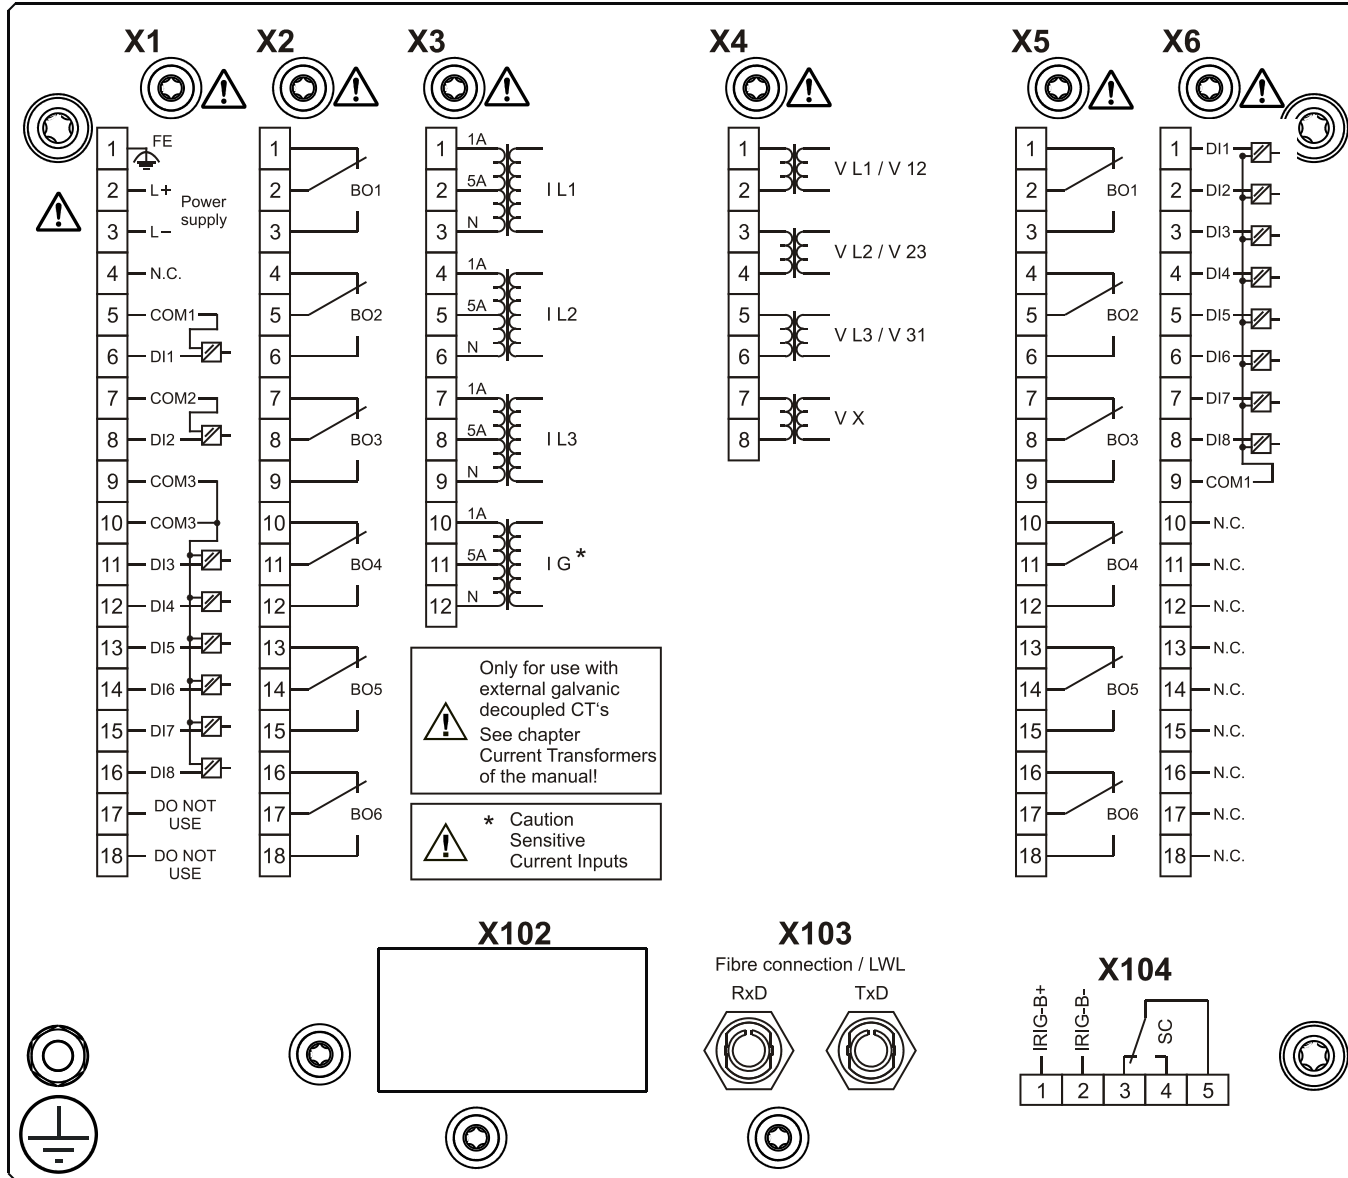 X1 X2 X3 X4 X5 X6
1 FE
2 L+
Power
supply
3 L−
4 N.C.
5 COM1
6 DI1
7 COM2
8 DI2
9 COM3
10 COM3
11 DI3
12 DI4
13 DI5
14 DI6
15 DI7
16 DI8
17 DO NOT
USE
18 DO NOT
USE
1
2 BO1
3
4
5 BO2
6
7
8 BO3
9
10
11 BO4
12
13
14 BO5
15
16
17 BO6
18
1 1A
2 5A I L1
3 N
4 1A
5 5A I L2
6 N
7 1A
8 5A I L3
9 N
10 1A
11 5A I G *
12 N
Only for use with
external galvanic
decoupled CT‘s
See chapter
Current Transformers
of the manual!
* Caution
Sensitive
Current Inputs
1
V L1 / V 12
2
3
V L2 / V 23
4
5
V L3 / V 31
6
7
V X
8
1
2 BO1
3
4
5 BO2
6
7
8 BO3
9
10
11 BO4
12
13
14 BO5
15
16
17 BO6
18
1 DI1
2 DI2
3 DI3
4 DI4
5 DI5
6 DI6
7 DI7
8 DI8
9 COM1
10 N.C.
11 N.C.
12 N.C.
13 N.C.
14 N.C.
15 N.C.
16 N.C.
17 N.C.
18 N.C.
X102
X103
Fibre connection / LWL
RxD TxD
X104
IRIG-B+
IRIG-B-
SC
1 2 3 4 5